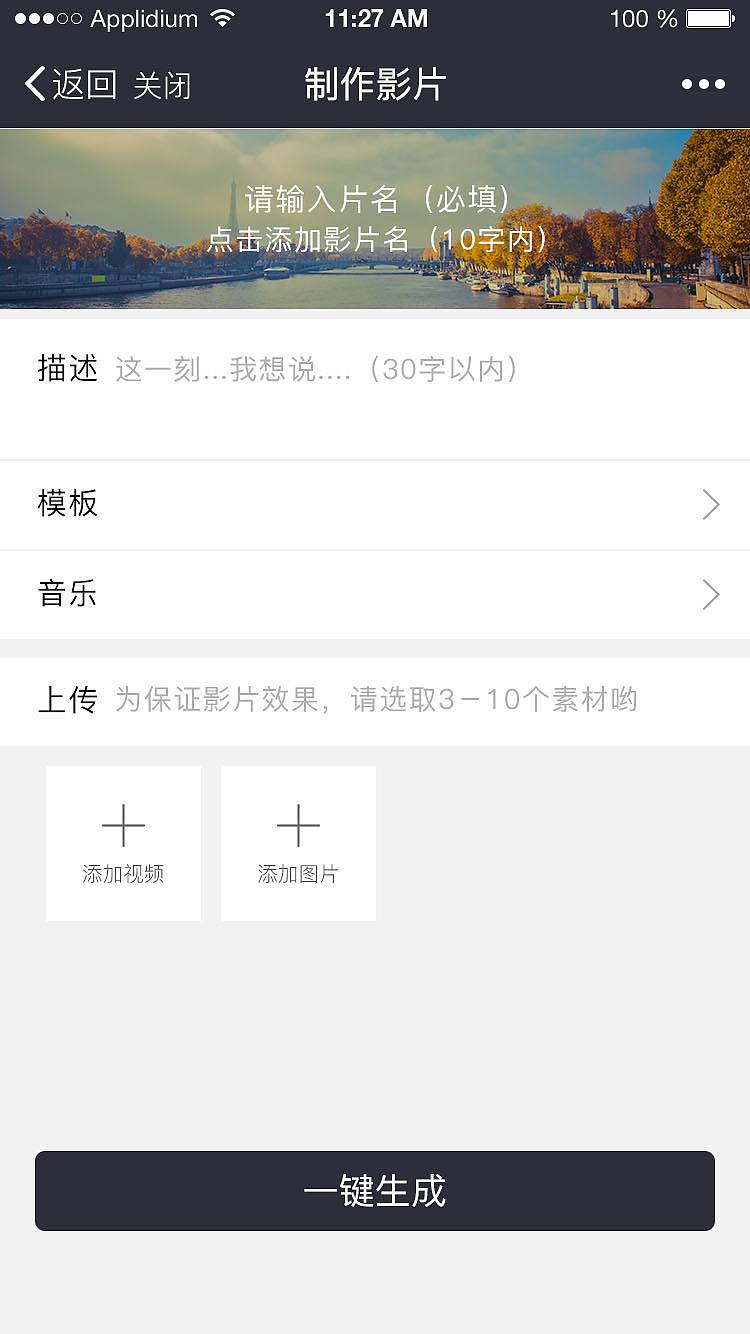 Applidium 11:27 AM 100 %
返回 关闭 制作影片
请输入片名（必填）
点击添加影片名（10字内）
描述 这一刻...我想说....（30字以内）
模板
音乐
上传 为保证影片效果，请选取3－10个素材哟
添加视频 添加图片
一键生成